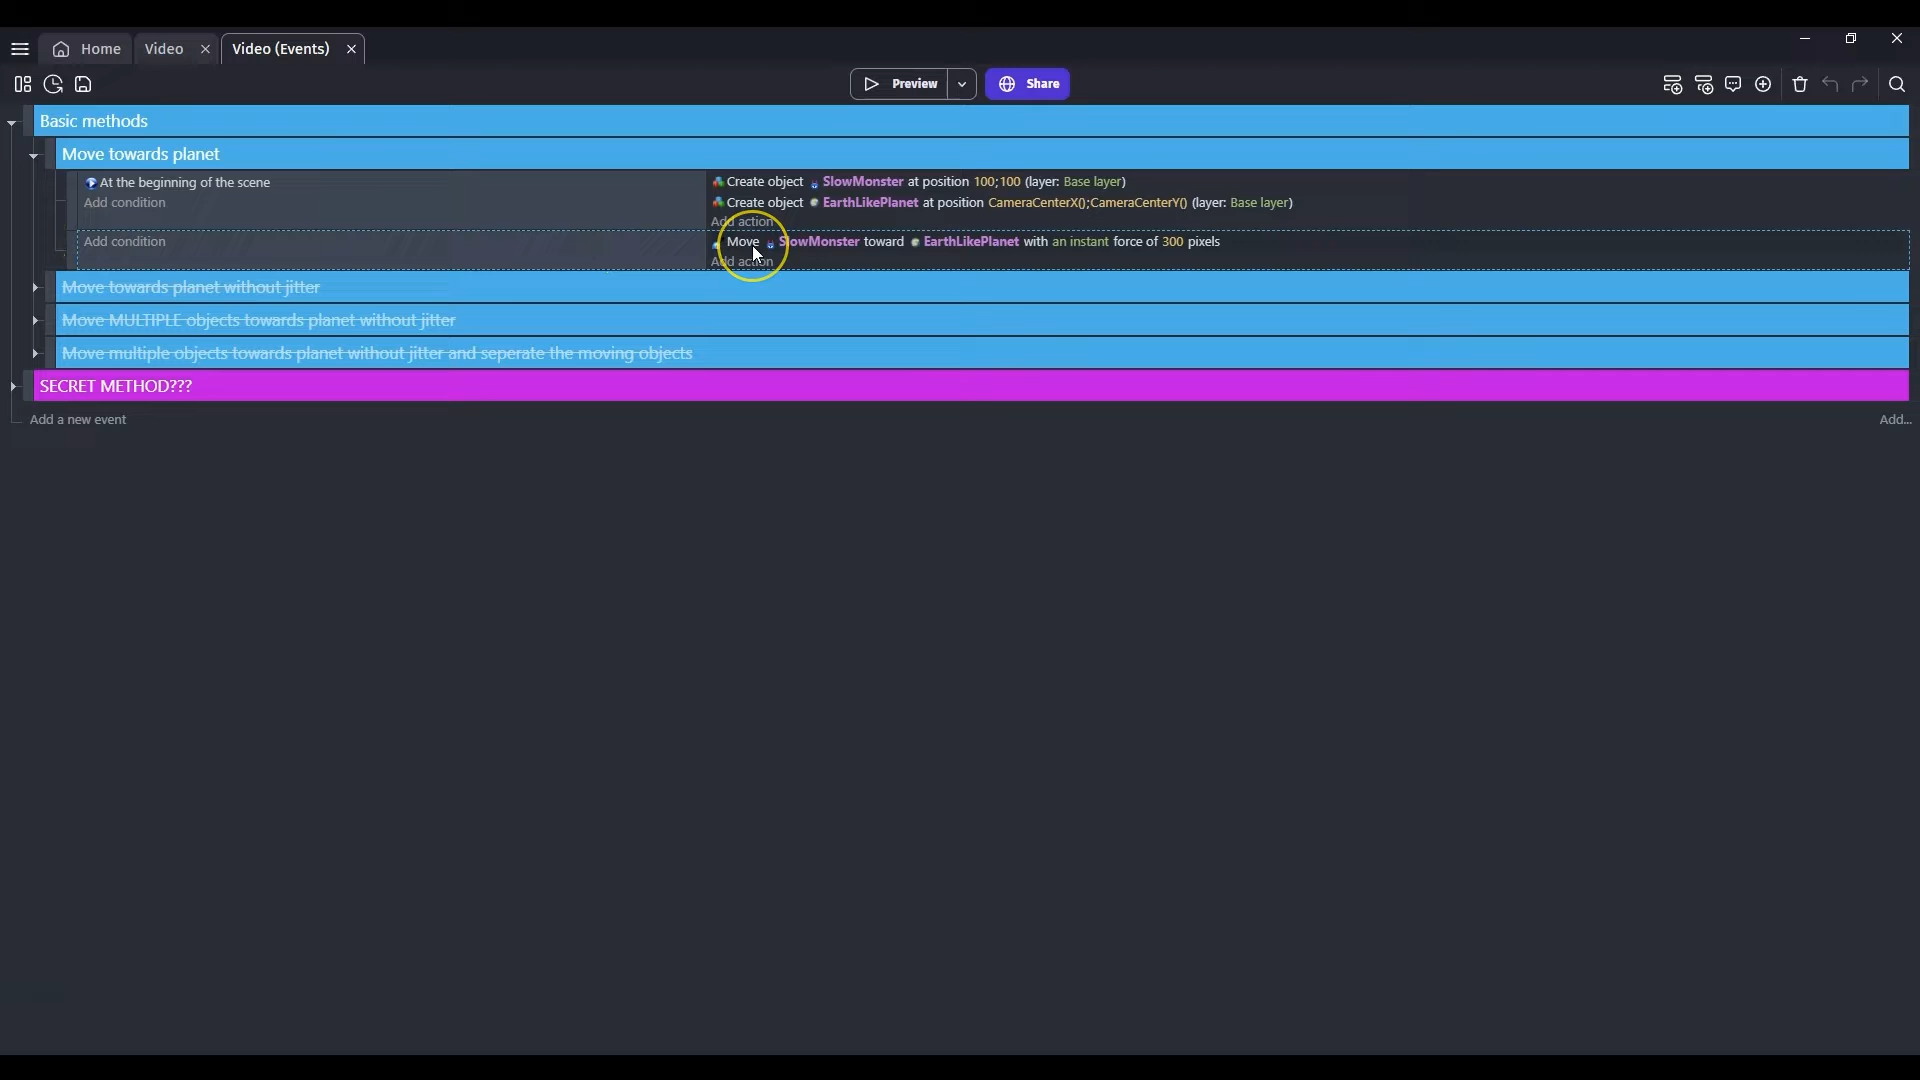 Home
Video
Video (Events)
Preview
Share
Basic methods
Move towards planet
At the beginning of the scene
Add condition
Create object SlowMonster at position 100;100 (layer: Base layer)
Create object EarthLikePlanet at position CameraCenterX();CameraCenterY() (layer: Base layer)
Add action
Add condition
Move SlowMonster toward EarthLikePlanet with an instant force of 300 pixels
Add action
Move towards planet without jitter
Move MULTIPLE objects towards planet without jitter
Move multiple objects towards planet without jitter and seperate the moving objects
SECRET METHOD???
Add a new event
Add...